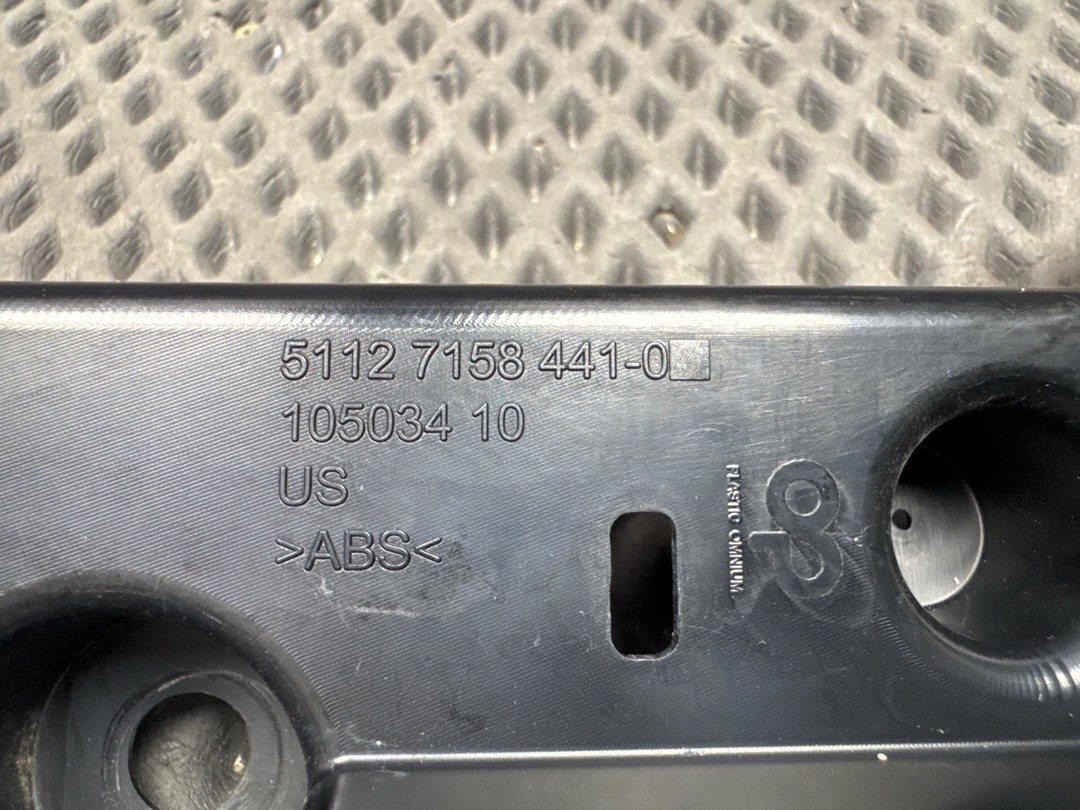 5112 7158 441-0
105034 10
US
>ABS<
PLASTIC OMNIUM